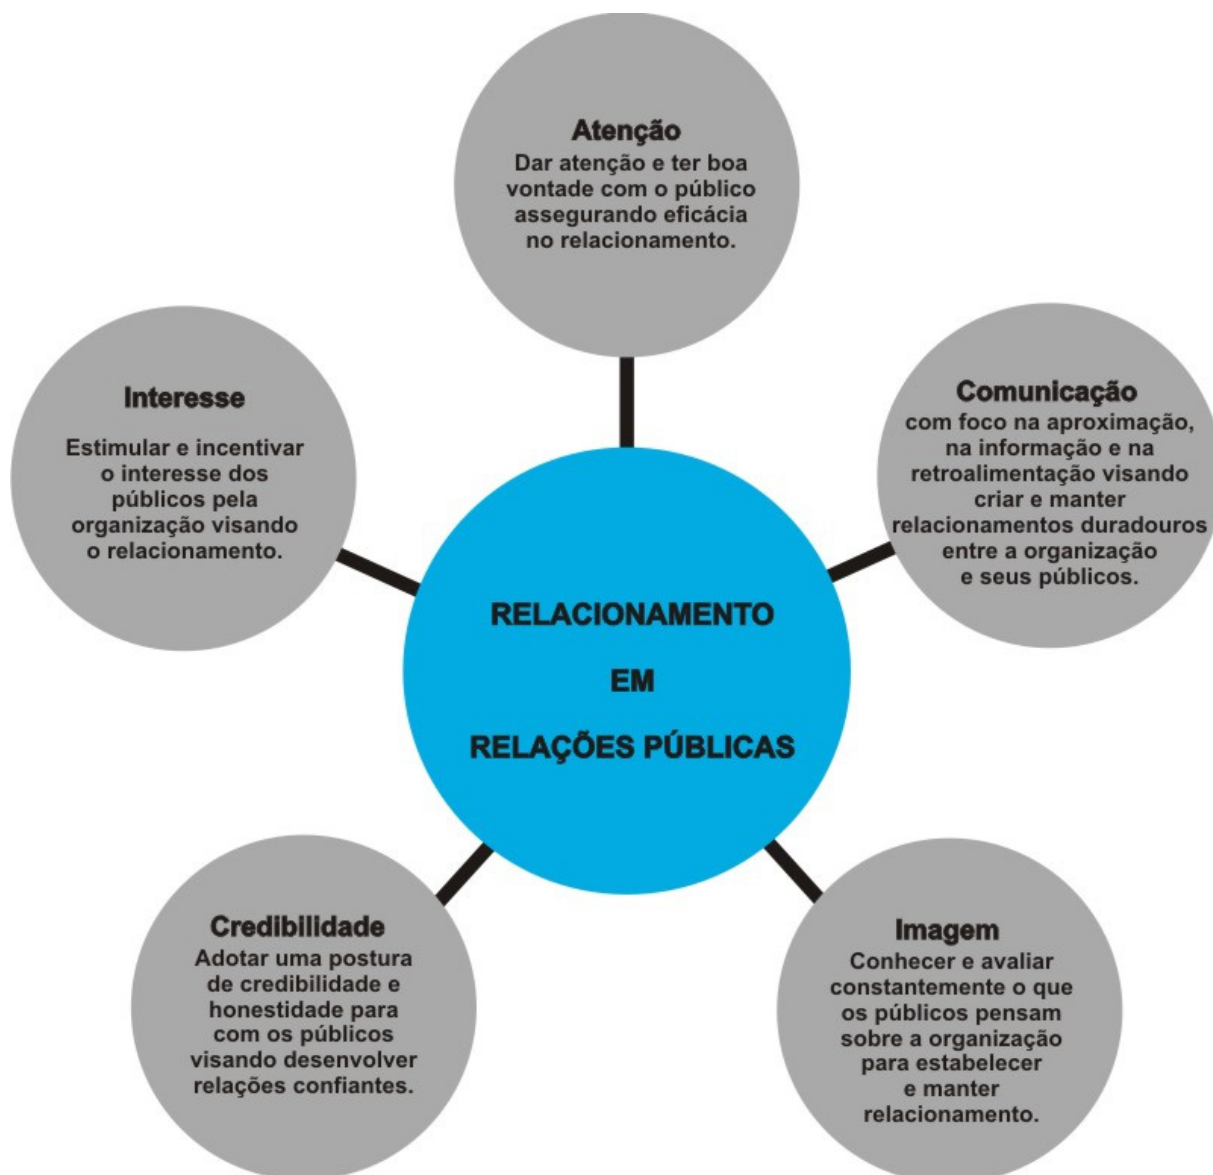 Atenção
Dar atenção e ter boa
vontade com o público
assegurando eficácia
no relacionamento.
Interesse
Estimular e incentivar
o interesse dos
públicos pela
organização visando
o relacionamento.
Comunicação
com foco na aproximação,
na informação e na
retroalimentação visando
criar e manter
relacionamentos duradouros
entre a organização
e seus públicos.
RELACIONAMENTO
EM
RELAÇÕES PÚBLICAS
Credibilidade
Adotar uma postura
de credibilidade e
honestidade para
com os públicos
visando desenvolver
relações confiantes.
Imagem
Conhecer e avaliar
constantemente o que
os públicos pensam
sobre a organização
para estabelecer
e manter
relacionamento.